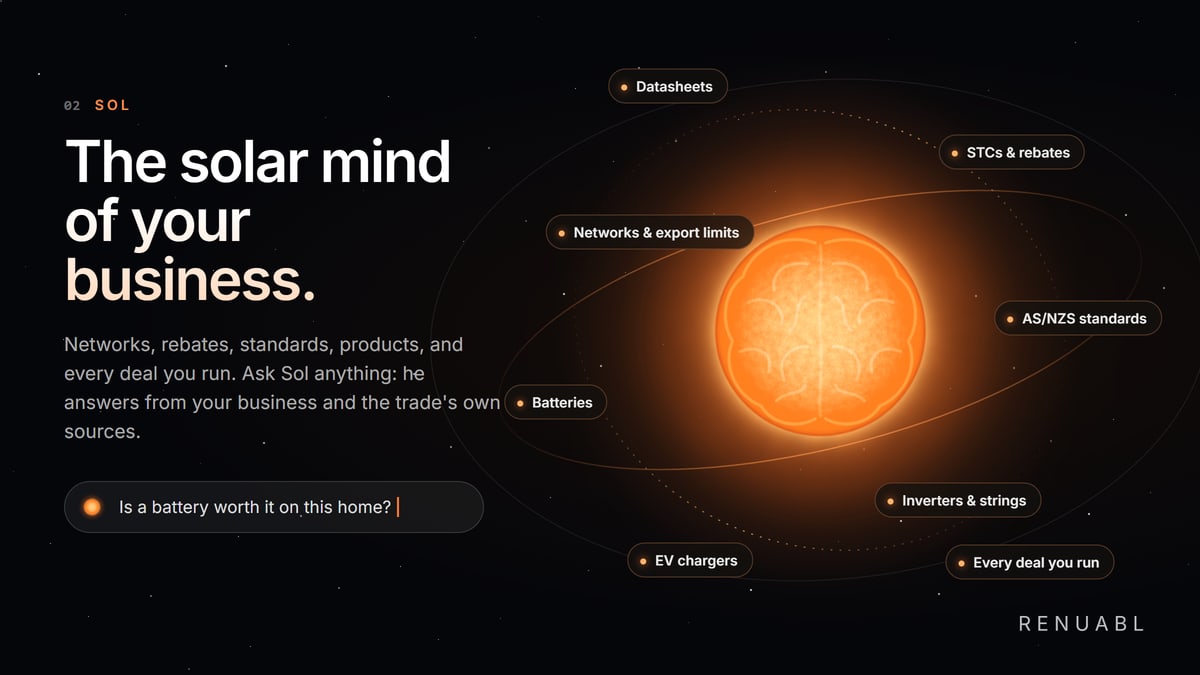 02 SOL
The solar mind
of your
business.
Networks, rebates, standards, products, and
every deal you run. Ask Sol anything: he
answers from your business and the trade's own
sources.
Is a battery worth it on this home?
Datasheets
STCs & rebates
Networks & export limits
AS/NZS standards
Batteries
Inverters & strings
EV chargers
Every deal you run
RENUABL